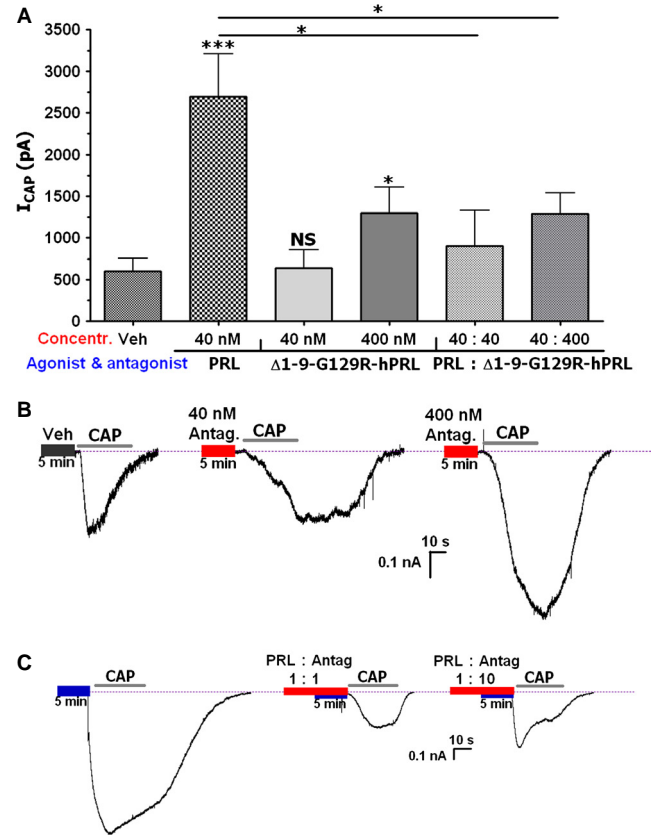 A
*
*
3500
3000
2500
2000
1500
1000
500
0
I_CAP (pA)
***
NS
*
Concentr. Veh 40 nM 40 nM 400 nM 40 : 40 40 : 400
Agonist & antagonist PRL Δ1-9-G129R-hPRL PRL : Δ1-9-G129R-hPRL
B
Veh
CAP
5 min
40 nM
Antag.
CAP
5 min
400 nM
Antag.
CAP
5 min
10 s
0.1 nA
C
CAP
5 min
PRL : Antag
1 : 1
CAP
5 min
PRL : Antag
1 : 10
CAP
5 min
10 s
0.1 nA